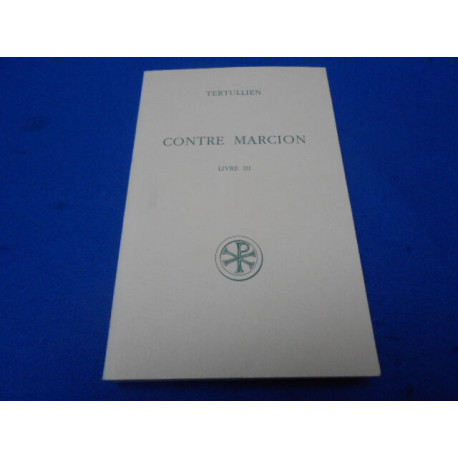 TERTULLIEN
CONTRE MARCION
LIVRE III